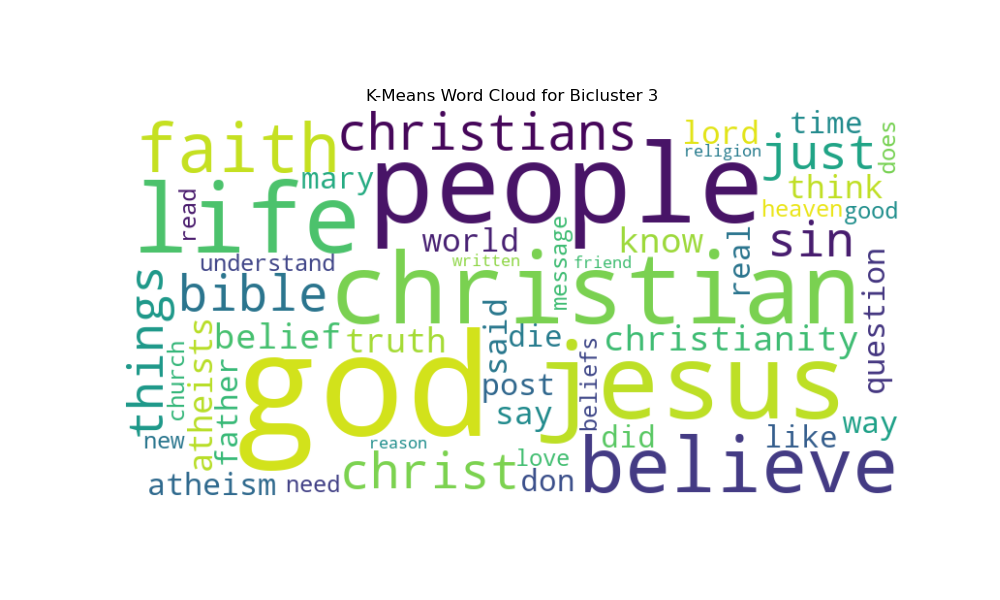 K-Means Word Cloud for Bicluster 3
christians
lord
time
does
faith
people
religion
just
mary
think
life
read
heaven
good
world
know
sin
understand
written
message
friend
real
bible
christian
question
things
belief
truth
said
die
christianity
church
atheists
father
god
post
jesus
beliefs
say
way
new
reason
did
like
christ
love
believe
atheism
need
don